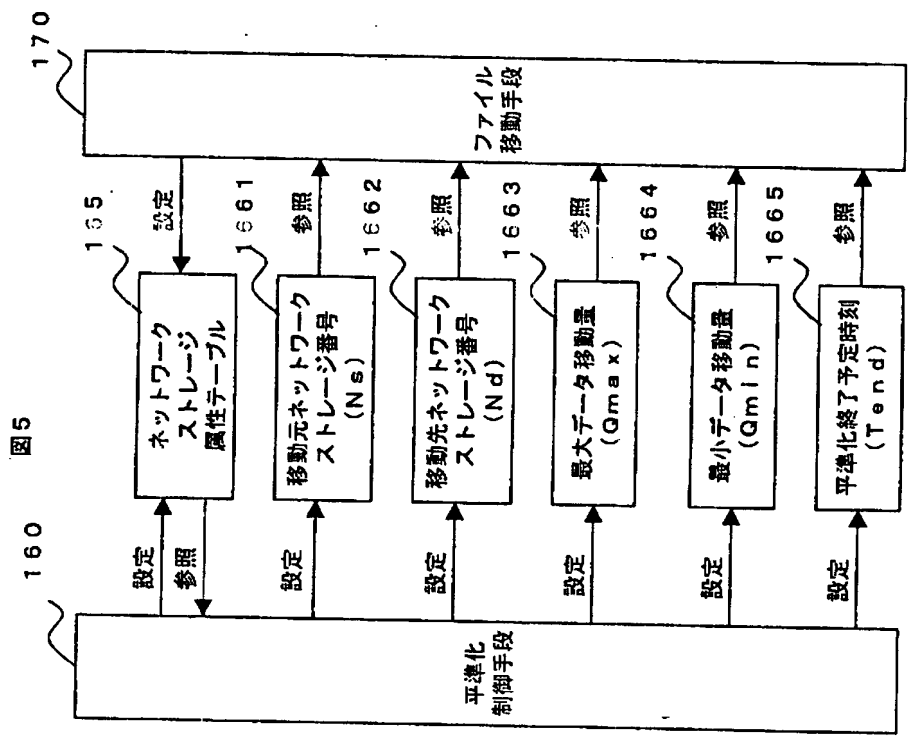 図5
160
平準化
制御手段
設定
参照
165
ネットワーク
ストレージ
属性テーブル
設定
170
ファイル
移動手段
設定
1661
移動元ネットワーク
ストレージ番号
(Ns)
参照
設定
1662
移動先ネットワーク
ストレージ番号
(Nd)
参照
設定
1663
最大データ移動量
(Qmax)
参照
設定
1664
最小データ移動量
(Qmin)
参照
設定
1665
平準化終了予定時刻
(Tend)
参照